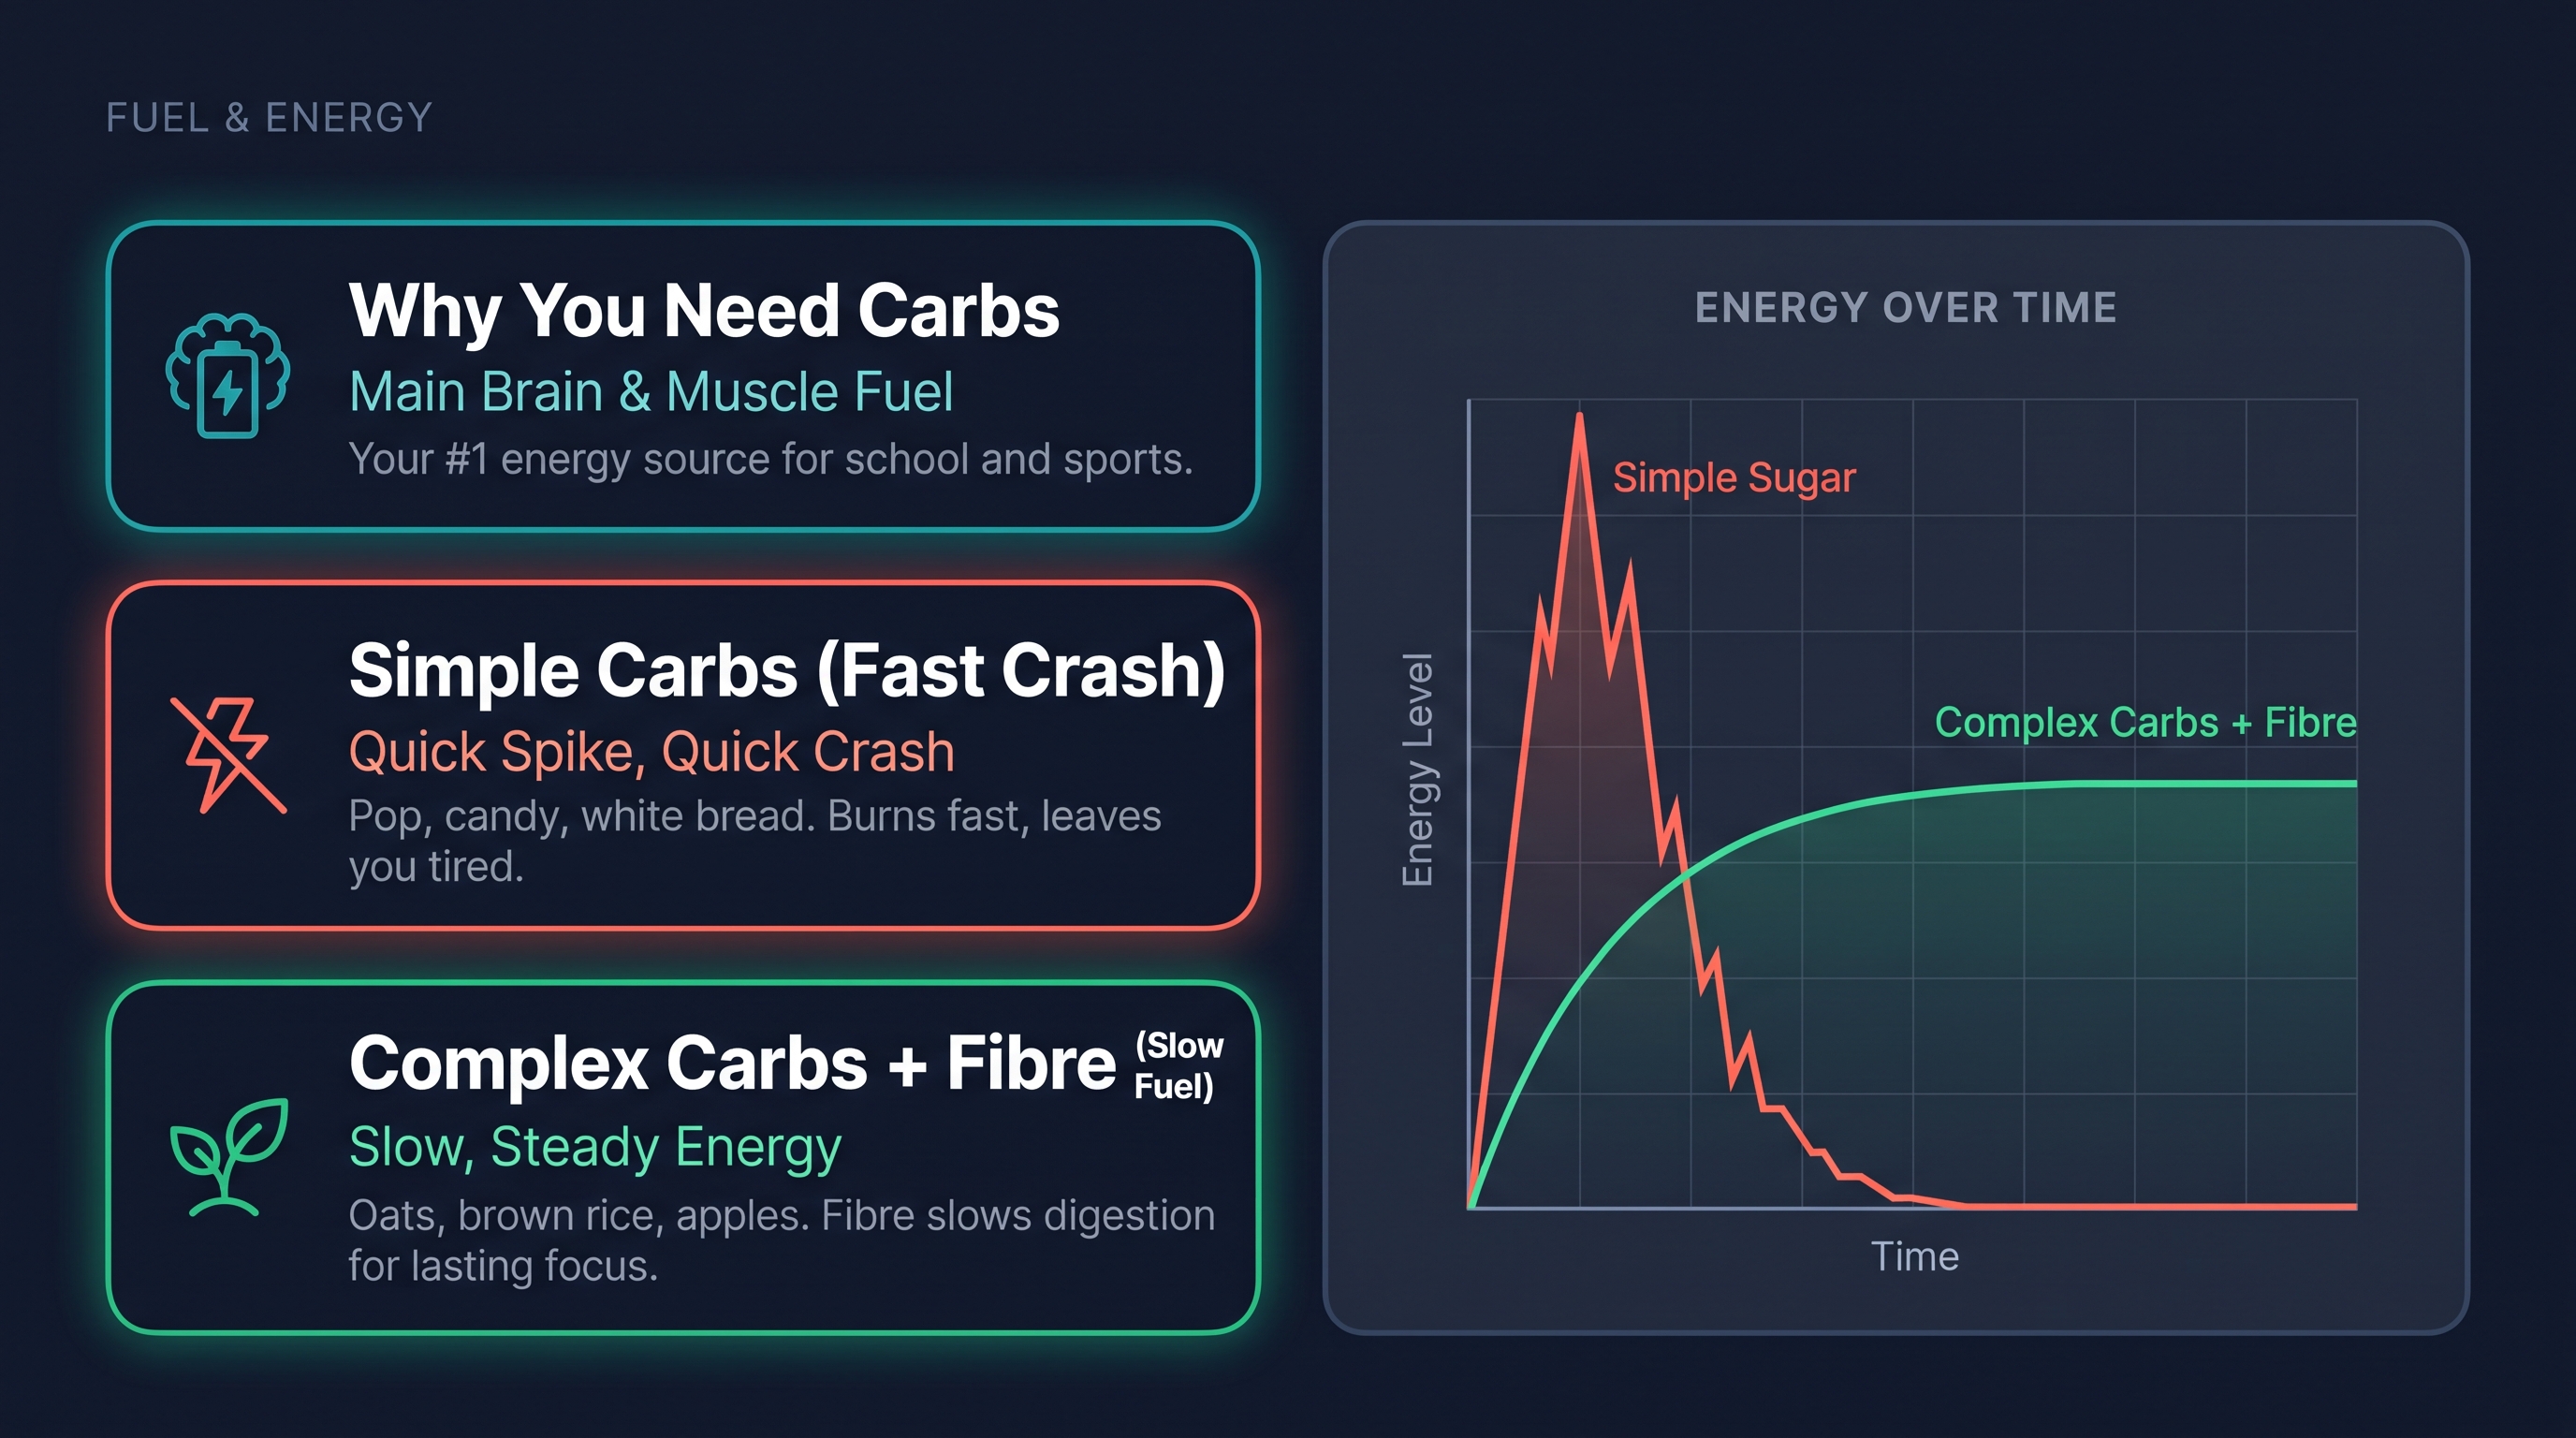 FUEL & ENERGY
Why You Need Carbs
Main Brain & Muscle Fuel
Your #1 energy source for school and sports.
Simple Carbs (Fast Crash)
Quick Spike, Quick Crash
Pop, candy, white bread. Burns fast, leaves
you tired.
Complex Carbs + Fibre (Slow
Fuel)
Slow, Steady Energy
Oats, brown rice, apples. Fibre slows digestion
for lasting focus.
ENERGY OVER TIME
Simple Sugar
Complex Carbs + Fibre
Energy Level
Time